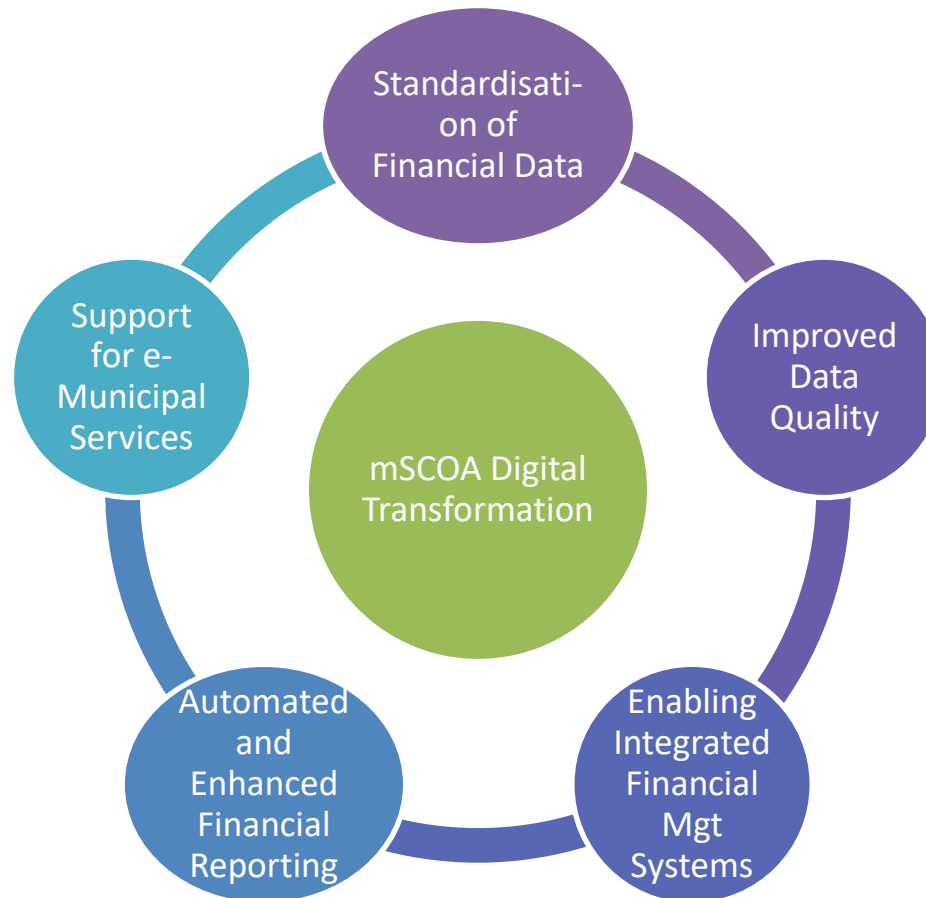 Standardisati-
on of
Financial Data
Improved
Data
Quality
Enabling
Integrated
Financial
Mgt
Systems
Automated
and
Enhanced
Financial
Reporting
Support
for e-
Municipal
Services
mSCOA Digital
Transformation